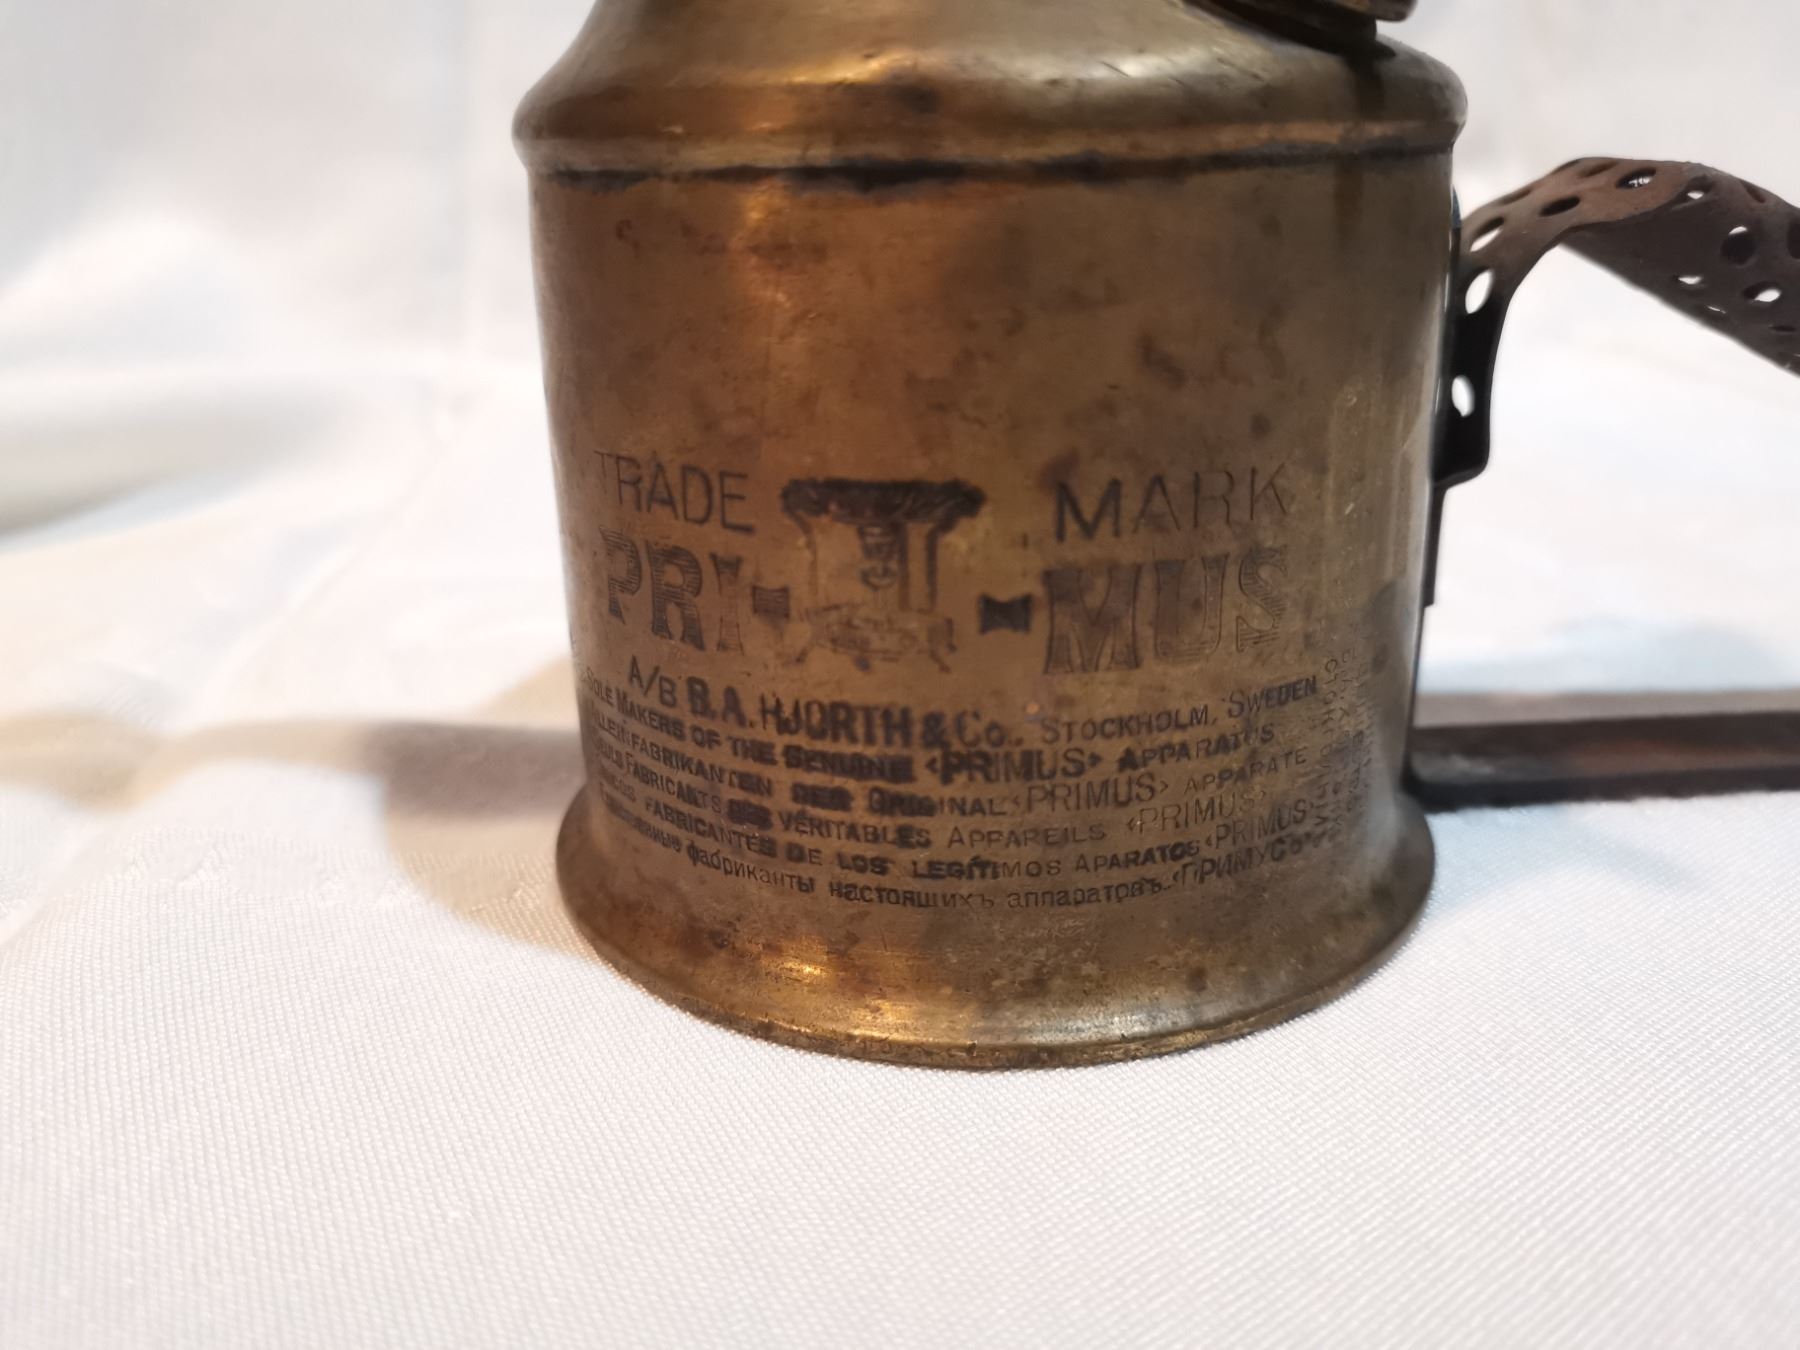 TRADE MARK
PRI - - MUS
A/B B.A. HJORTH & Co. STOCKHOLM, SWEDEN
SOLE MAKERS OF THE GENUINE ‹PRIMUS› APPARATUS
FABRIKANTEN DER ORIGINAL ‹PRIMUS› APPARATE
FABRICANTS DES VÉRITABLES APPAREILS ‹PRIMUS›
FABRICANTES DE LOS LEGÍTIMOS APARATOS ‹PRIMUS›
фабриканты настоящихъ аппаратовъ ‹ПРИМУСЪ›